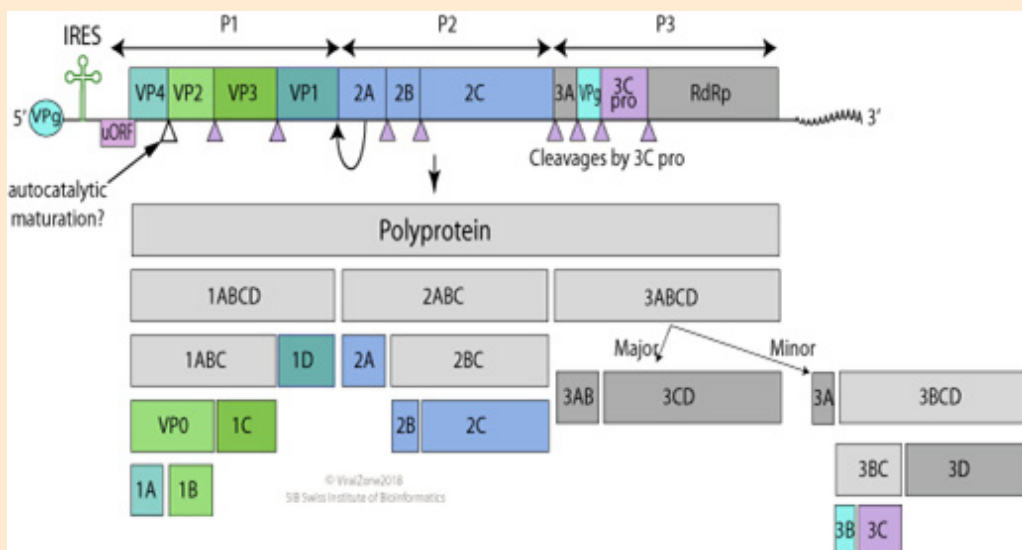 P1 P2 P3
IRES
VP4 VP2 VP3 VP1 2A 2B 2C 3A VPg 3C pro RdRp
5' VPg 3'
uORF
Cleavages by 3C pro
autocatalytic
maturation?
Polyprotein
1ABCD 2ABC 3ABCD
Major Minor
1ABC 1D 2A 2BC
3AB 3CD 3A 3BCD
VP0 1C 2B 2C
3BC 3D
1A 1B
© ViralZone2018
SIB Swiss Institute of Bioinformatics
3B 3C